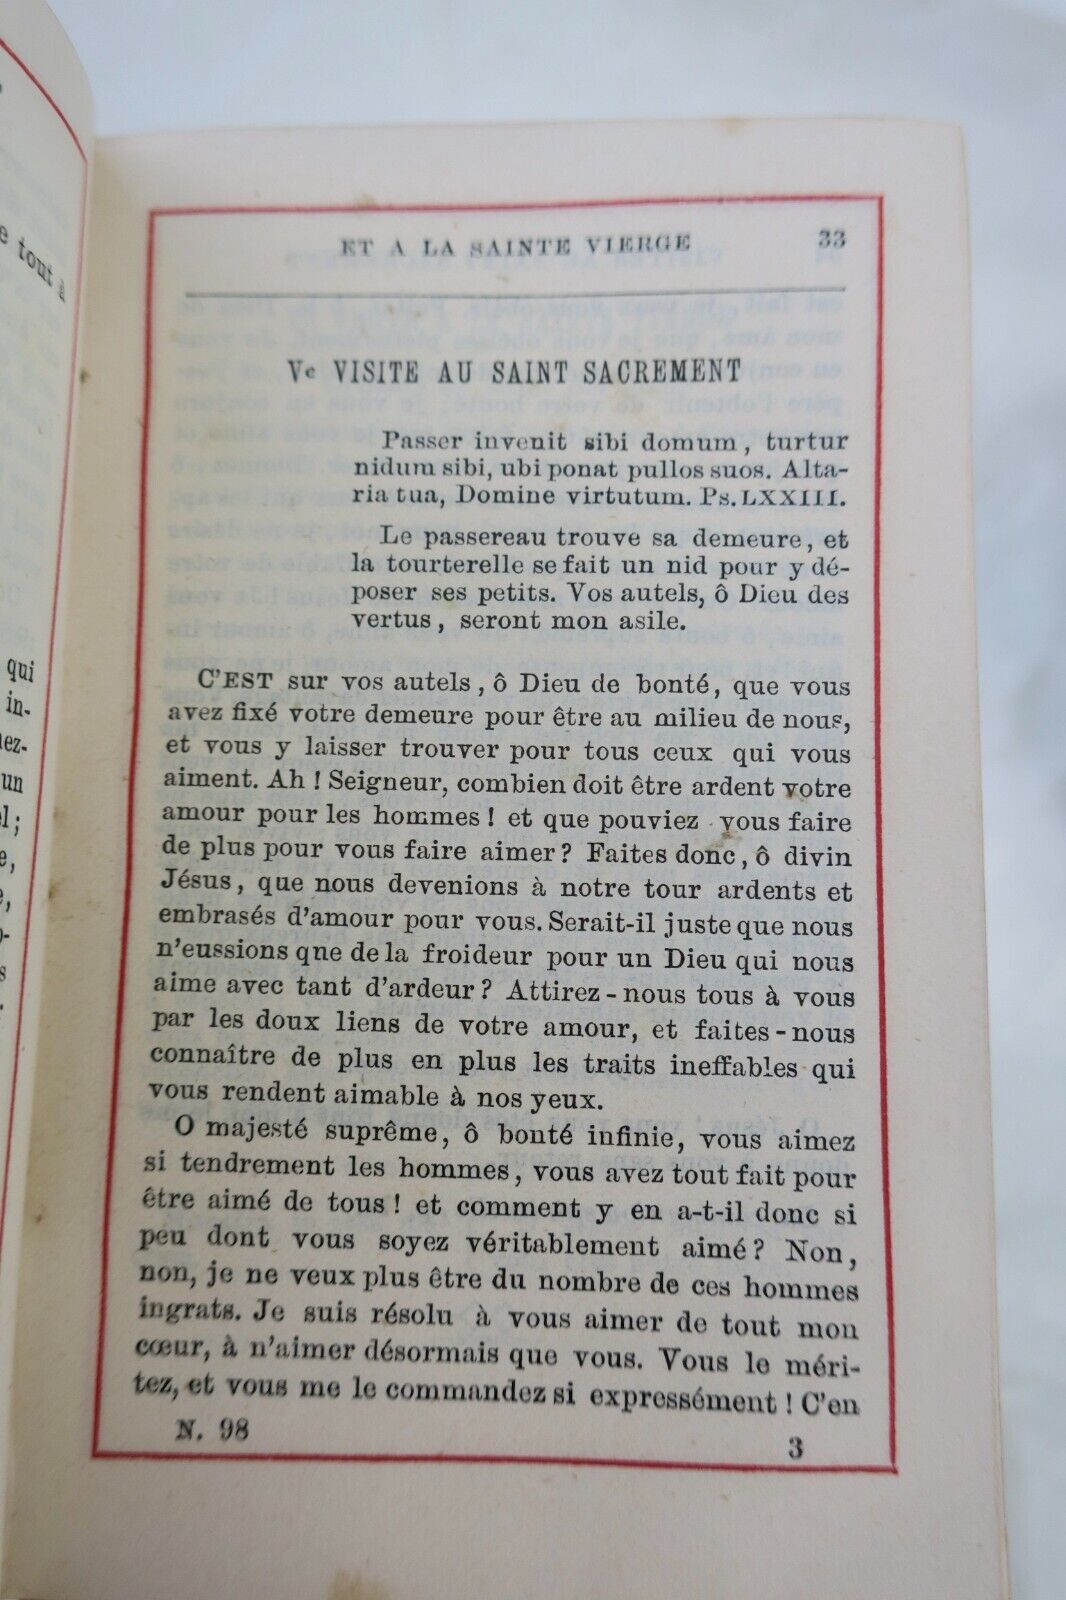 e tout à
qui
in-
nez-
un
el;
e,
e,
o-
s
ET A LA SAINTE VIERGE 33
Ve VISITE AU SAINT SACREMENT
Passer invenit sibi domum, turtur
nidum sibi, ubi ponat pullos suos. Alta-
ria tua, Domine virtutum. Ps. LXXIII.
Le passereau trouve sa demeure, et
la tourterelle se fait un nid pour y dé-
poser ses petits. Vos autels, ô Dieu des
vertus, seront mon asile.
C'EST sur vos autels, ô Dieu de bonté, que vous
avez fixé votre demeure pour être au milieu de nous,
et vous y laisser trouver pour tous ceux qui vous
aiment. Ah ! Seigneur, combien doit être ardent votre
amour pour les hommes ! et que pouviez vous faire
de plus pour vous faire aimer ? Faites donc, ô divin
Jésus, que nous devenions à notre tour ardents et
embrasés d'amour pour vous. Serait-il juste que nous
n'eussions qne de la froideur pour un Dieu qui nous
aime avec tant d'ardeur ? Attirez-nous tous à vous
par les doux liens de votre amour, et faites-nous
connaître de plus en plus les traits ineffables qui
vous rendent aimable à nos yeux.
O majesté suprême, ô bonté infinie, vous aimez
si tendrement les hommes, vous avez tout fait pour
être aimé de tous ! et comment y en a-t-il donc si
peu dont vous soyez véritablement aimé ? Non,
non, je ne veux plus être du nombre de ces hommes
ingrats. Je suis résolu à vous aimer de tout mon
cœur, à n'aimer désormais que vous. Vous le méri-
tez, et vous me le commandez si expressément ! C'en
N. 98 3